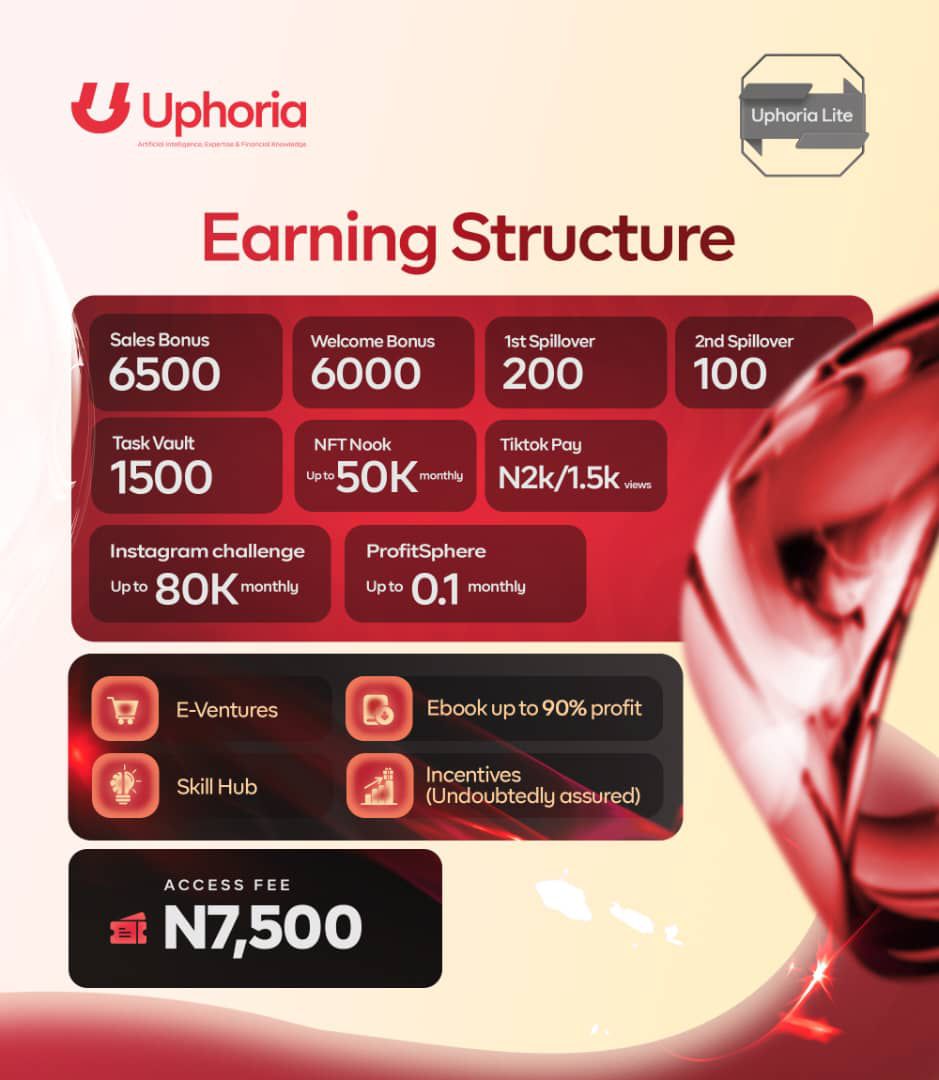 Uphoria
Artificial Intelligence, Expertise & Financial Knowledge
Uphoria Lite
Earning Structure
Sales Bonus
6500
Welcome Bonus
6000
1st Spillover
200
2nd Spillover
100
Task Vault
1500
NFT Nook
Up to 50K monthly
Tiktok Pay
N2k/1.5k views
Instagram challenge
Up to 80K monthly
ProfitSphere
Up to 0.1 monthly
E-Ventures
Ebook up to 90% profit
Skill Hub
Incentives
(Undoubtedly assured)
ACCESS FEE
N7,500